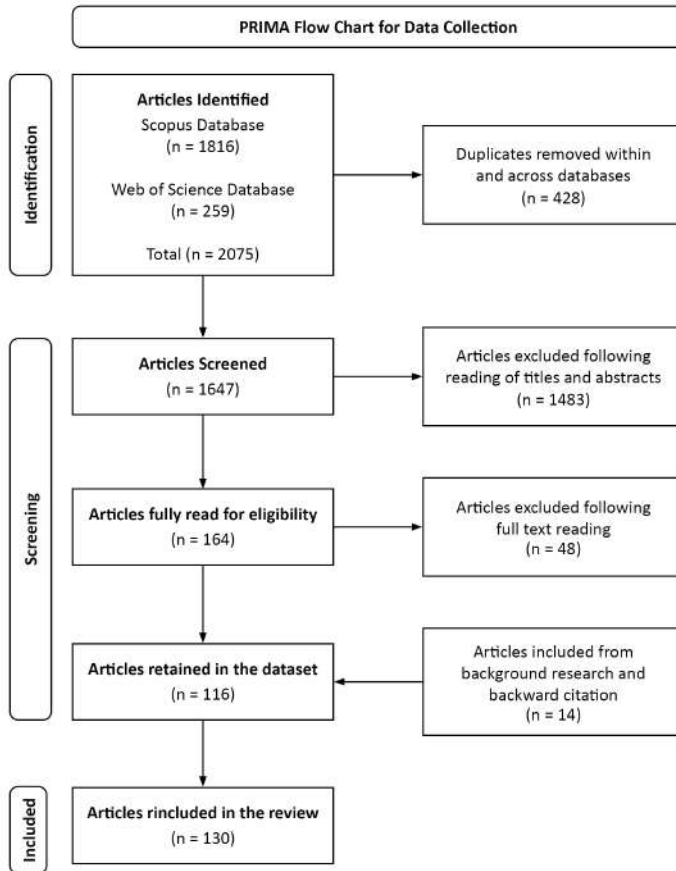 PRIMA Flow Chart for Data Collection
Identification
Articles Identified
Scopus Database
(n = 1816)
Web of Science Database
(n = 259)
Total (n = 2075)
Duplicates removed within
and across databases
(n = 428)
Screening
Articles Screened
(n = 1647)
Articles excluded following
reading of titles and abstracts
(n = 1483)
Articles fully read for eligibility
(n = 164)
Articles excluded following
full text reading
(n = 48)
Articles retained in the dataset
(n = 116)
Articles included from
background research and
backward citation
(n = 14)
Included
Articles rincluded in the review
(n = 130)